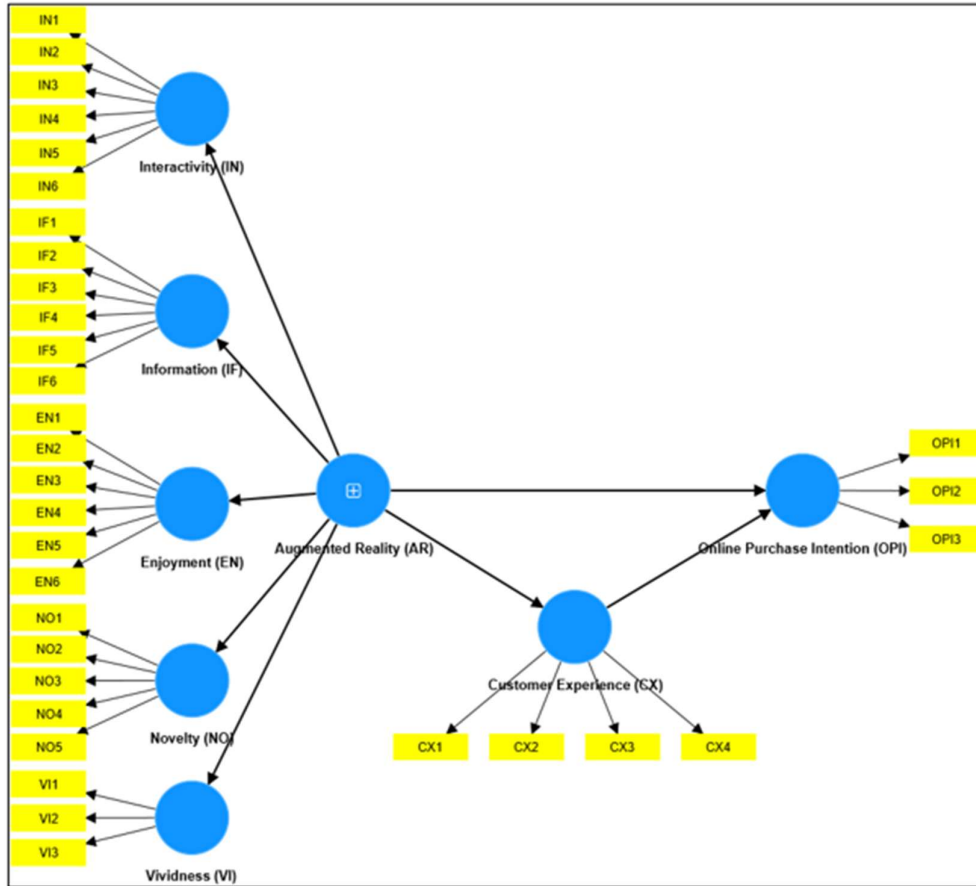 IN1
IN2
IN3
IN4
IN5
IN6
Interactivity (IN)
IF1
IF2
IF3
IF4
IF5
IF6
Information (IF)
EN1
EN2
EN3
EN4
EN5
EN6
Enjoyment (EN)
NO1
NO2
NO3
NO4
NO5
Novelty (NO)
VI1
VI2
VI3
Vividness (VI)
Augmented Reality (AR)
Customer Experience (CX)
CX1
CX2
CX3
CX4
Online Purchase Intention (OPI)
OPI1
OPI2
OPI3